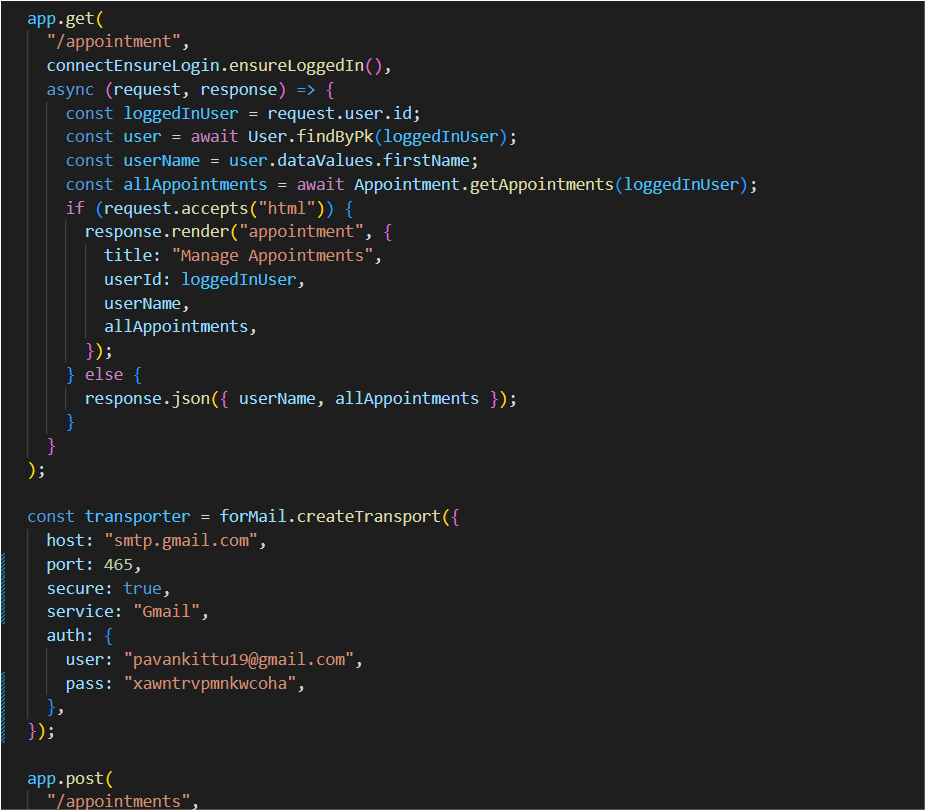 app.get(
"/appointment",
connectEnsureLogin.ensureLoggedIn(),
async (request, response) => {
const loggedInUser = request.user.id;
const user = await User.findByPk(loggedInUser);
const userName = user.dataValues.firstName;
const allAppointments = await Appointment.getAppointments(loggedInUser);
if (request.accepts("html")) {
response.render("appointment", {
title: "Manage Appointments",
userId: loggedInUser,
userName,
allAppointments,
});
} else {
response.json({ userName, allAppointments });
}
}
);
const transporter = forMail.createTransport({
host: "smtp.gmail.com",
port: 465,
secure: true,
service: "Gmail",
auth: {
user: "pavankittu19@gmail.com",
pass: "xawntrvpmnkwcoha",
},
});
app.post(
"/appointments",